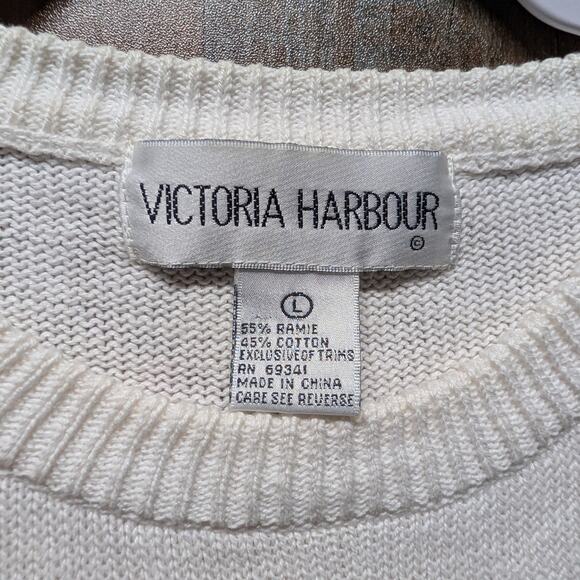 VICTORIA HARBOUR
©
L
55% RAMIE
45% COTTON
EXCLUSIVE OF TRIMS
RN 69341
MADE IN CHINA
CARE SEE REVERSE